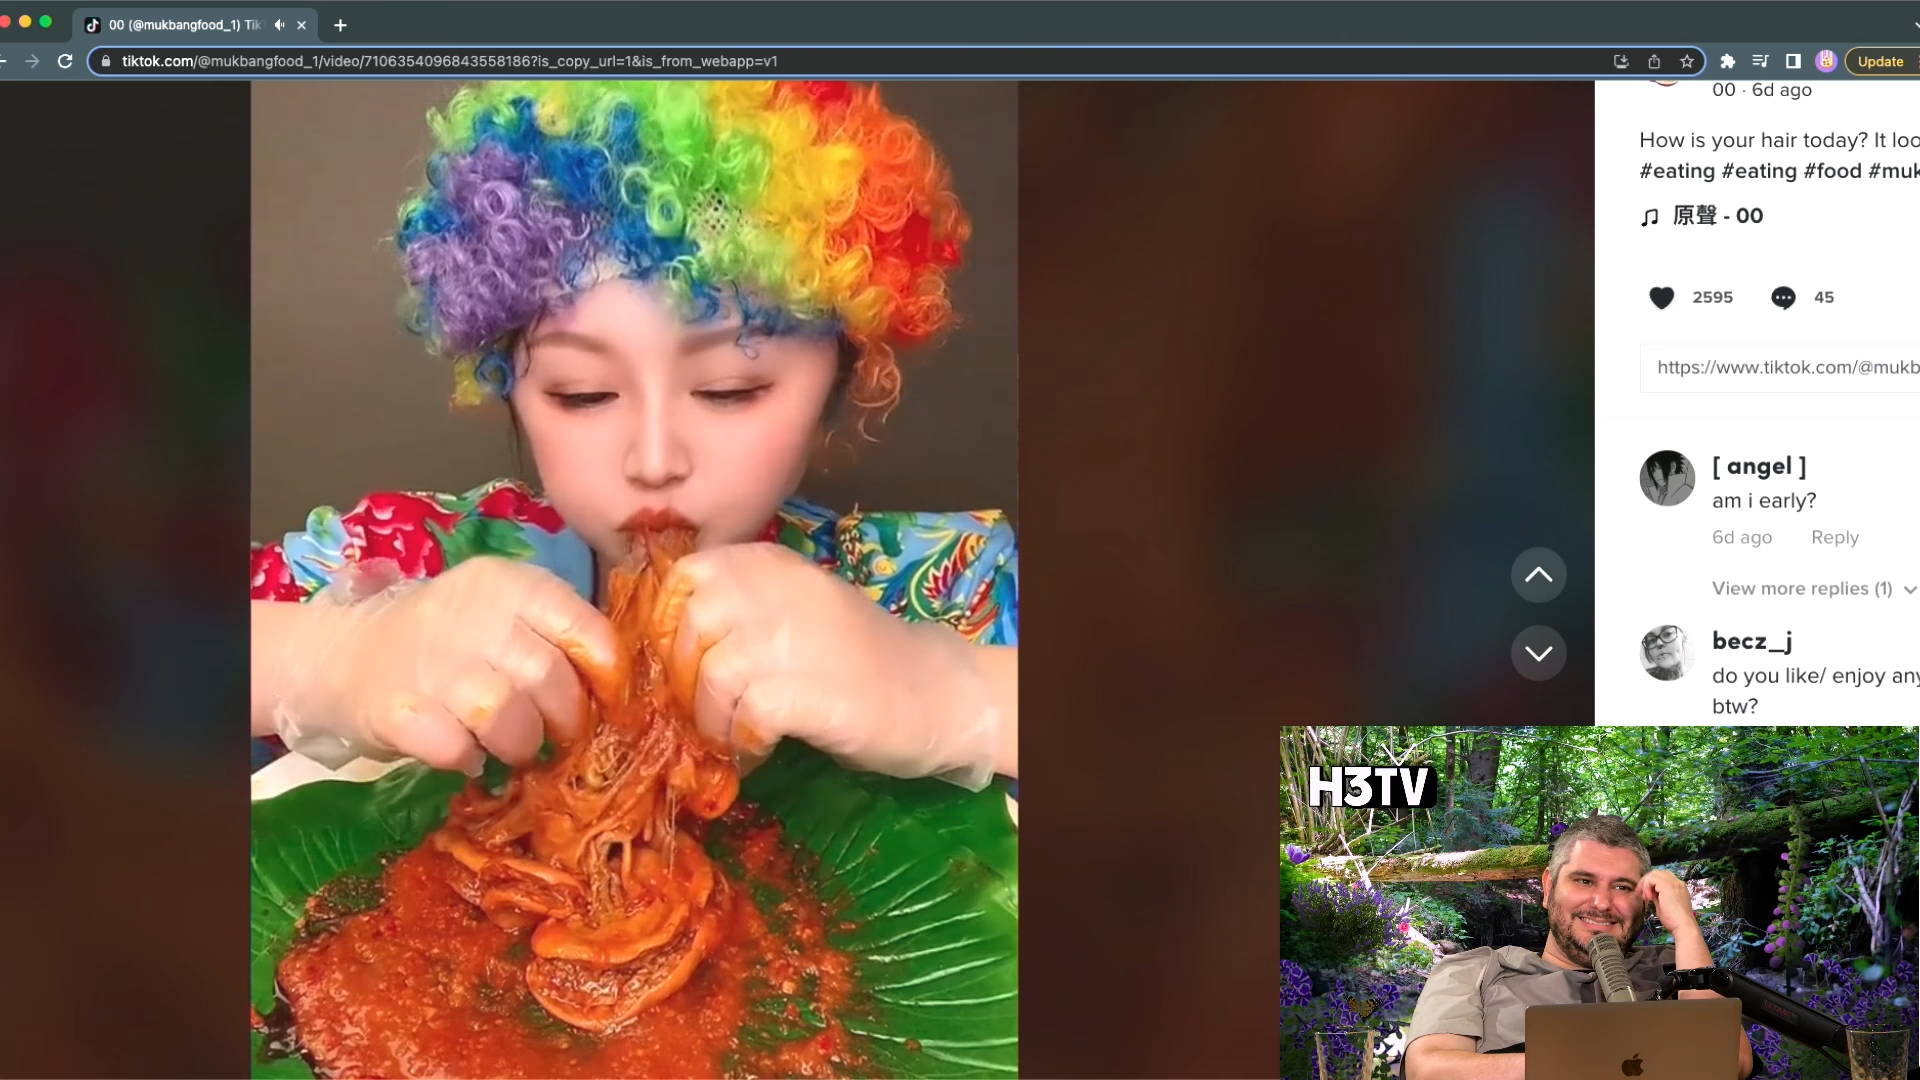 00 (@mukbangfood_1) Tik
tiktok.com/@mukbangfood_1/video/7106354096843558186?is_copy_url=1&is_from_webapp=v1
Update
00 · 6d ago
How is your hair today? It loo
#eating #eating #food #muk
原聲 - 00
2595
45
https://www.tiktok.com/@mukb
[ angel ]
am i early?
6d ago Reply
View more replies (1)
becz_j
do you like/ enjoy any
btw?
H3TV